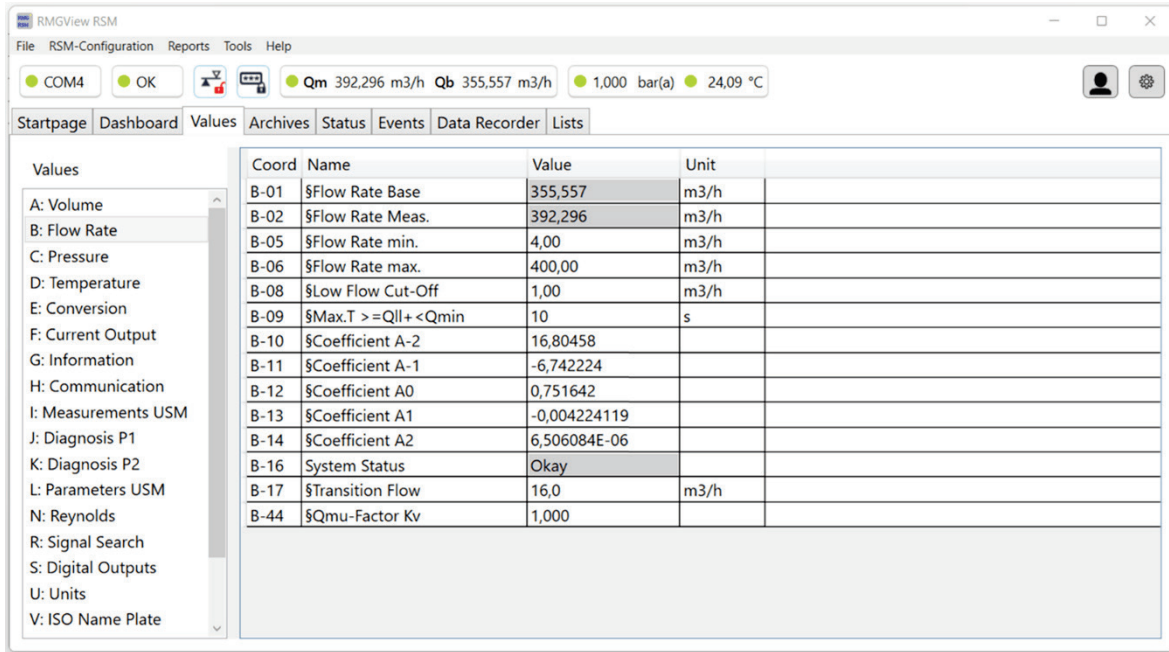 RMGView RSM
File RSM-Configuration Reports Tools Help
COM4 OK Qm 392,296 m3/h Qb 355,557 m3/h 1,000 bar(a) 24,09 °C
Startpage Dashboard Values Archives Status Events Data Recorder Lists
Values
A: Volume
B: Flow Rate
C: Pressure
D: Temperature
E: Conversion
F: Current Output
G: Information
H: Communication
I: Measurements USM
J: Diagnosis P1
K: Diagnosis P2
L: Parameters USM
N: Reynolds
R: Signal Search
S: Digital Outputs
U: Units
V: ISO Name Plate
Coord Name Value Unit
B-01 §Flow Rate Base 355,557 m3/h
B-02 §Flow Rate Meas. 392,296 m3/h
B-05 §Flow Rate min. 4,00 m3/h
B-06 §Flow Rate max. 400,00 m3/h
B-08 §Low Flow Cut-Off 1,00 m3/h
B-09 §Max.T >=Qll+<Qmin 10 s
B-10 §Coefficient A-2 16,80458
B-11 §Coefficient A-1 -6,742224
B-12 §Coefficient A0 0,751642
B-13 §Coefficient A1 -0,004224119
B-14 §Coefficient A2 6,506084E-06
B-16 System Status Okay
B-17 §Transition Flow 16,0 m3/h
B-44 §Qmu-Factor Kv 1,000